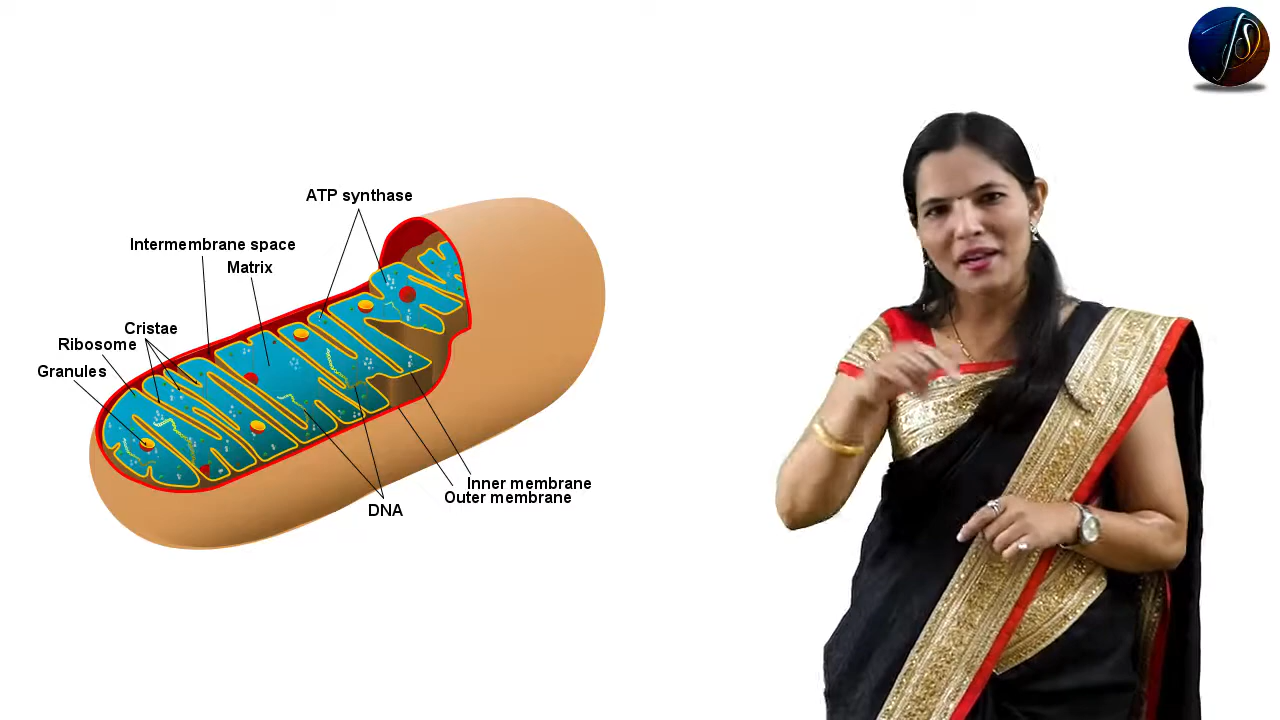 ATP synthase
Intermembrane space
Matrix
Cristae
Ribosome
Granules
Inner membrane
Outer membrane
DNA